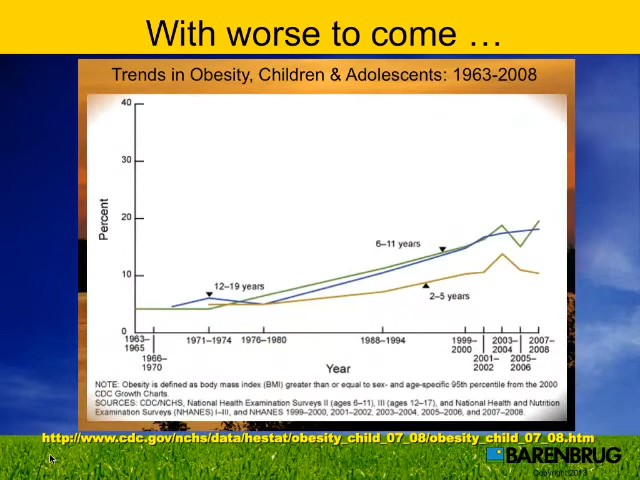 With worse to come …
Trends in Obesity, Children & Adolescents: 1963-2008
40
30
20
10
0
Percent
6–11 years
12–19 years
2–5 years
1963–
1965
1966–
1970
1971–1974
1976–1980
1988–1994
1999–
2000
2001–
2002
2003–
2004
2005–
2006
2007–
2008
Year
NOTE: Obesity is defined as body mass index (BMI) greater than or equal to sex- and age-specific 95th percentile from the 2000
CDC Growth Charts.
SOURCES: CDC/NCHS, National Health Examination Surveys II (ages 6–11), III (ages 12–17), and National Health and Nutrition
Examination Surveys (NHANES) I–III, and NHANES 1999–2000, 2001–2002, 2003–2004, 2005–2006, and 2007–2008.
http://www.cdc.gov/nchs/data/hestat/obesity_child_07_08/obesity_child_07_08.htm
BARENBRUG
Copyright 2013